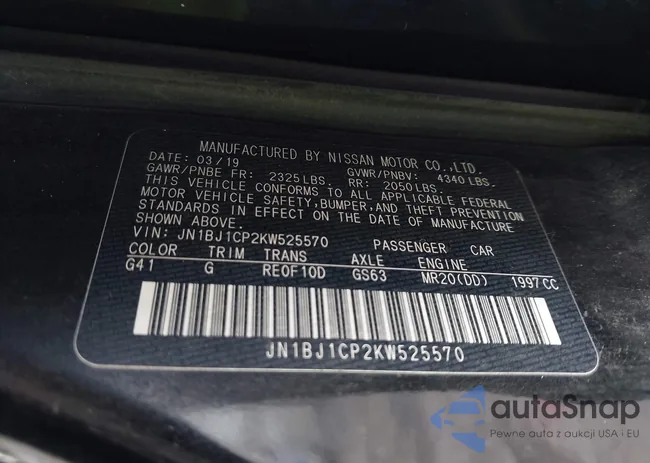 MANUFACTURED BY NISSAN MOTOR CO.,LTD.
DATE: 03/19 GVWR/PNBV: 4340 LBS.
GAWR/PNBE FR: 2325 LBS. RR: 2050 LBS.
THIS VEHICLE CONFORMS TO ALL APPLICABLE FEDERAL
MOTOR VEHICLE SAFETY, BUMPER, AND THEFT PREVENTION
STANDARDS IN EFFECT ON THE DATE OF MANUFACTURE
SHOWN ABOVE.
VIN: JN1BJ1CP2KW525570 PASSENGER CAR
COLOR TRIM TRANS AXLE ENGINE
G41 G RE0F10D GS63 MR20(DD) 1997CC
JN1BJ1CP2KW525570
autaSnap
Pewne auta z aukcji USA i EU